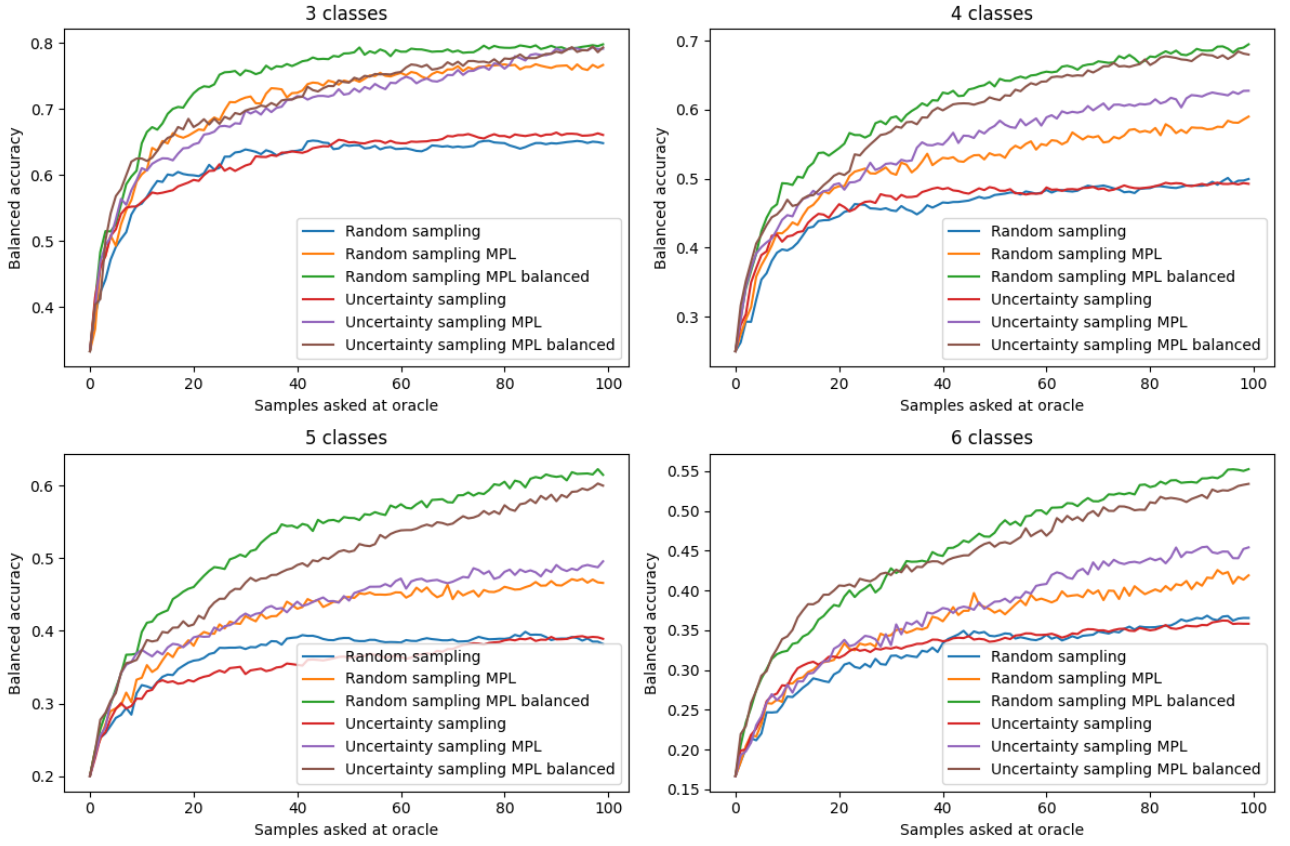 3 classes
Balanced accuracy
0.8
0.7
0.6
0.5
0.4
Random sampling
Random sampling MPL
Random sampling MPL balanced
Uncertainty sampling
Uncertainty sampling MPL
Uncertainty sampling MPL balanced
0 20 40 60 80 100
Samples asked at oracle
4 classes
Balanced accuracy
0.7
0.6
0.5
0.4
0.3
Random sampling
Random sampling MPL
Random sampling MPL balanced
Uncertainty sampling
Uncertainty sampling MPL
Uncertainty sampling MPL balanced
0 20 40 60 80 100
Samples asked at oracle
5 classes
Balanced accuracy
0.6
0.5
0.4
0.3
0.2
Random sampling
Random sampling MPL
Random sampling MPL balanced
Uncertainty sampling
Uncertainty sampling MPL
Uncertainty sampling MPL balanced
0 20 40 60 80 100
Samples asked at oracle
6 classes
Balanced accuracy
0.55
0.50
0.45
0.40
0.35
0.30
0.25
0.20
0.15
Random sampling
Random sampling MPL
Random sampling MPL balanced
Uncertainty sampling
Uncertainty sampling MPL
Uncertainty sampling MPL balanced
0 20 40 60 80 100
Samples asked at oracle